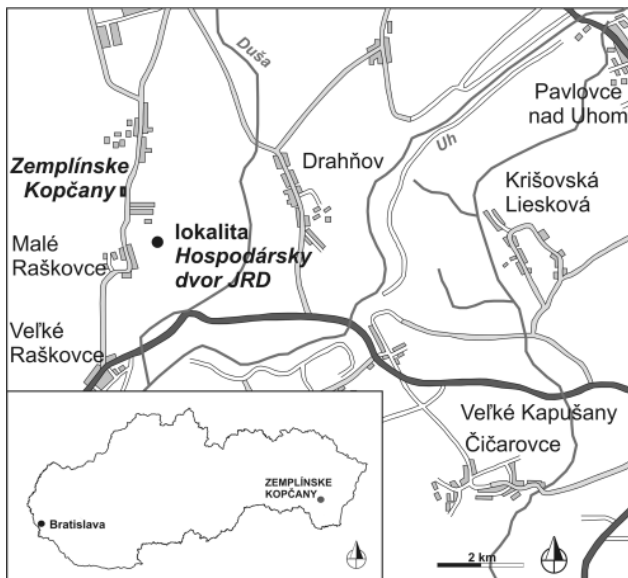 Duša
Pavlovce
nad Uhom
Uh
Drahňov
Zemplínske
Kopčany
Krišovská
Liesková
lokalita
Hospodársky
dvor JRD
Malé
Raškovce
Veľké
Raškovce
Veľké Kapušany
Čičarovce
ZEMPLÍNSKE
KOPČANY
Bratislava
2 km